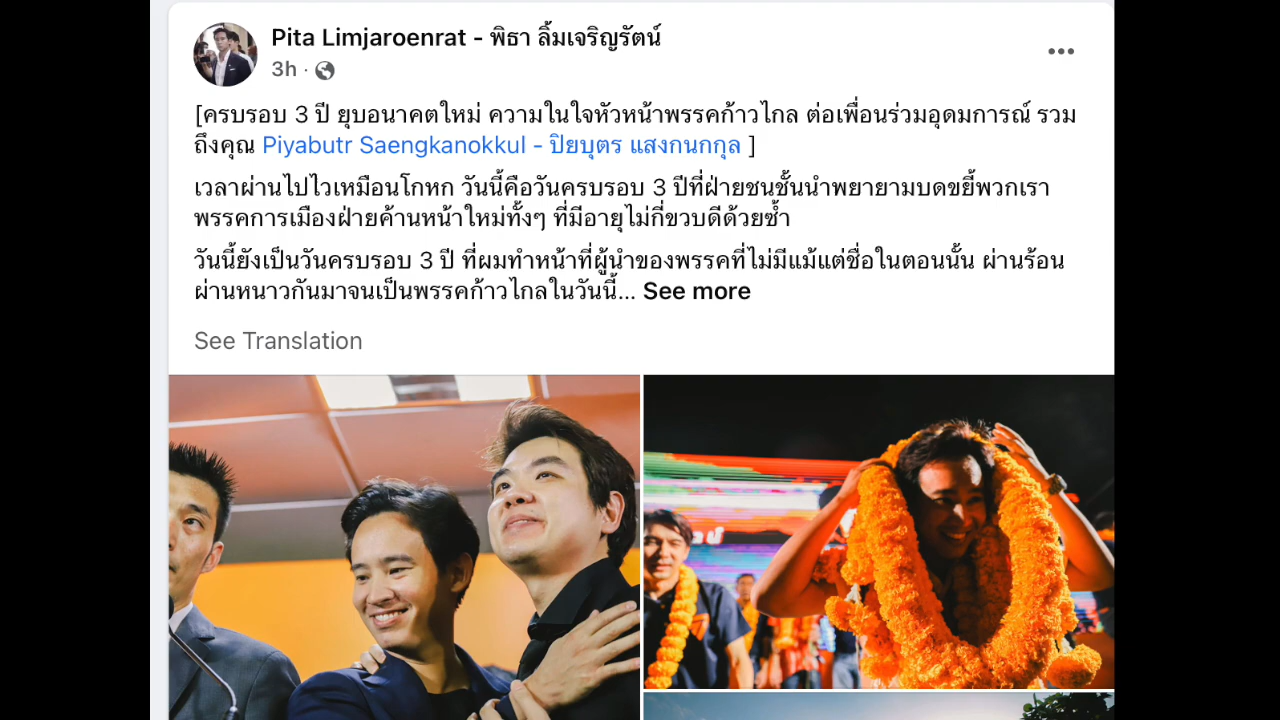 Pita Limjaroenrat - พิธา ลิ้มเจริญรัตน์
3h ·
[ครบรอบ 3 ปี ยุบอนาคตใหม่ ความในใจหัวหน้าพรรคก้าวไกล ต่อเพื่อนร่วมอุดมการณ์ รวม
ถึงคุณ Piyabutr Saengkanokkul - ปิยบุตร แสงกนกกุล ]
เวลาผ่านไปไวเหมือนโกหก วันนี้คือวันครบรอบ 3 ปีที่ฝ่ายชนชั้นนำพยายามบดขยี้พวกเรา
พรรคการเมืองฝ่ายค้านหน้าใหม่ทั้งๆ ที่มีอายุไม่กี่ขวบดีด้วยซ้ำ
วันนี้ยังเป็นวันครบรอบ 3 ปี ที่ผมทำหน้าที่ผู้นำของพรรคที่ไม่มีแม้แต่ชื่อในตอนนั้น ผ่านร้อน
ผ่านหนาวกันมาจนเป็นพรรคก้าวไกลในวันนี้... See more
See Translation